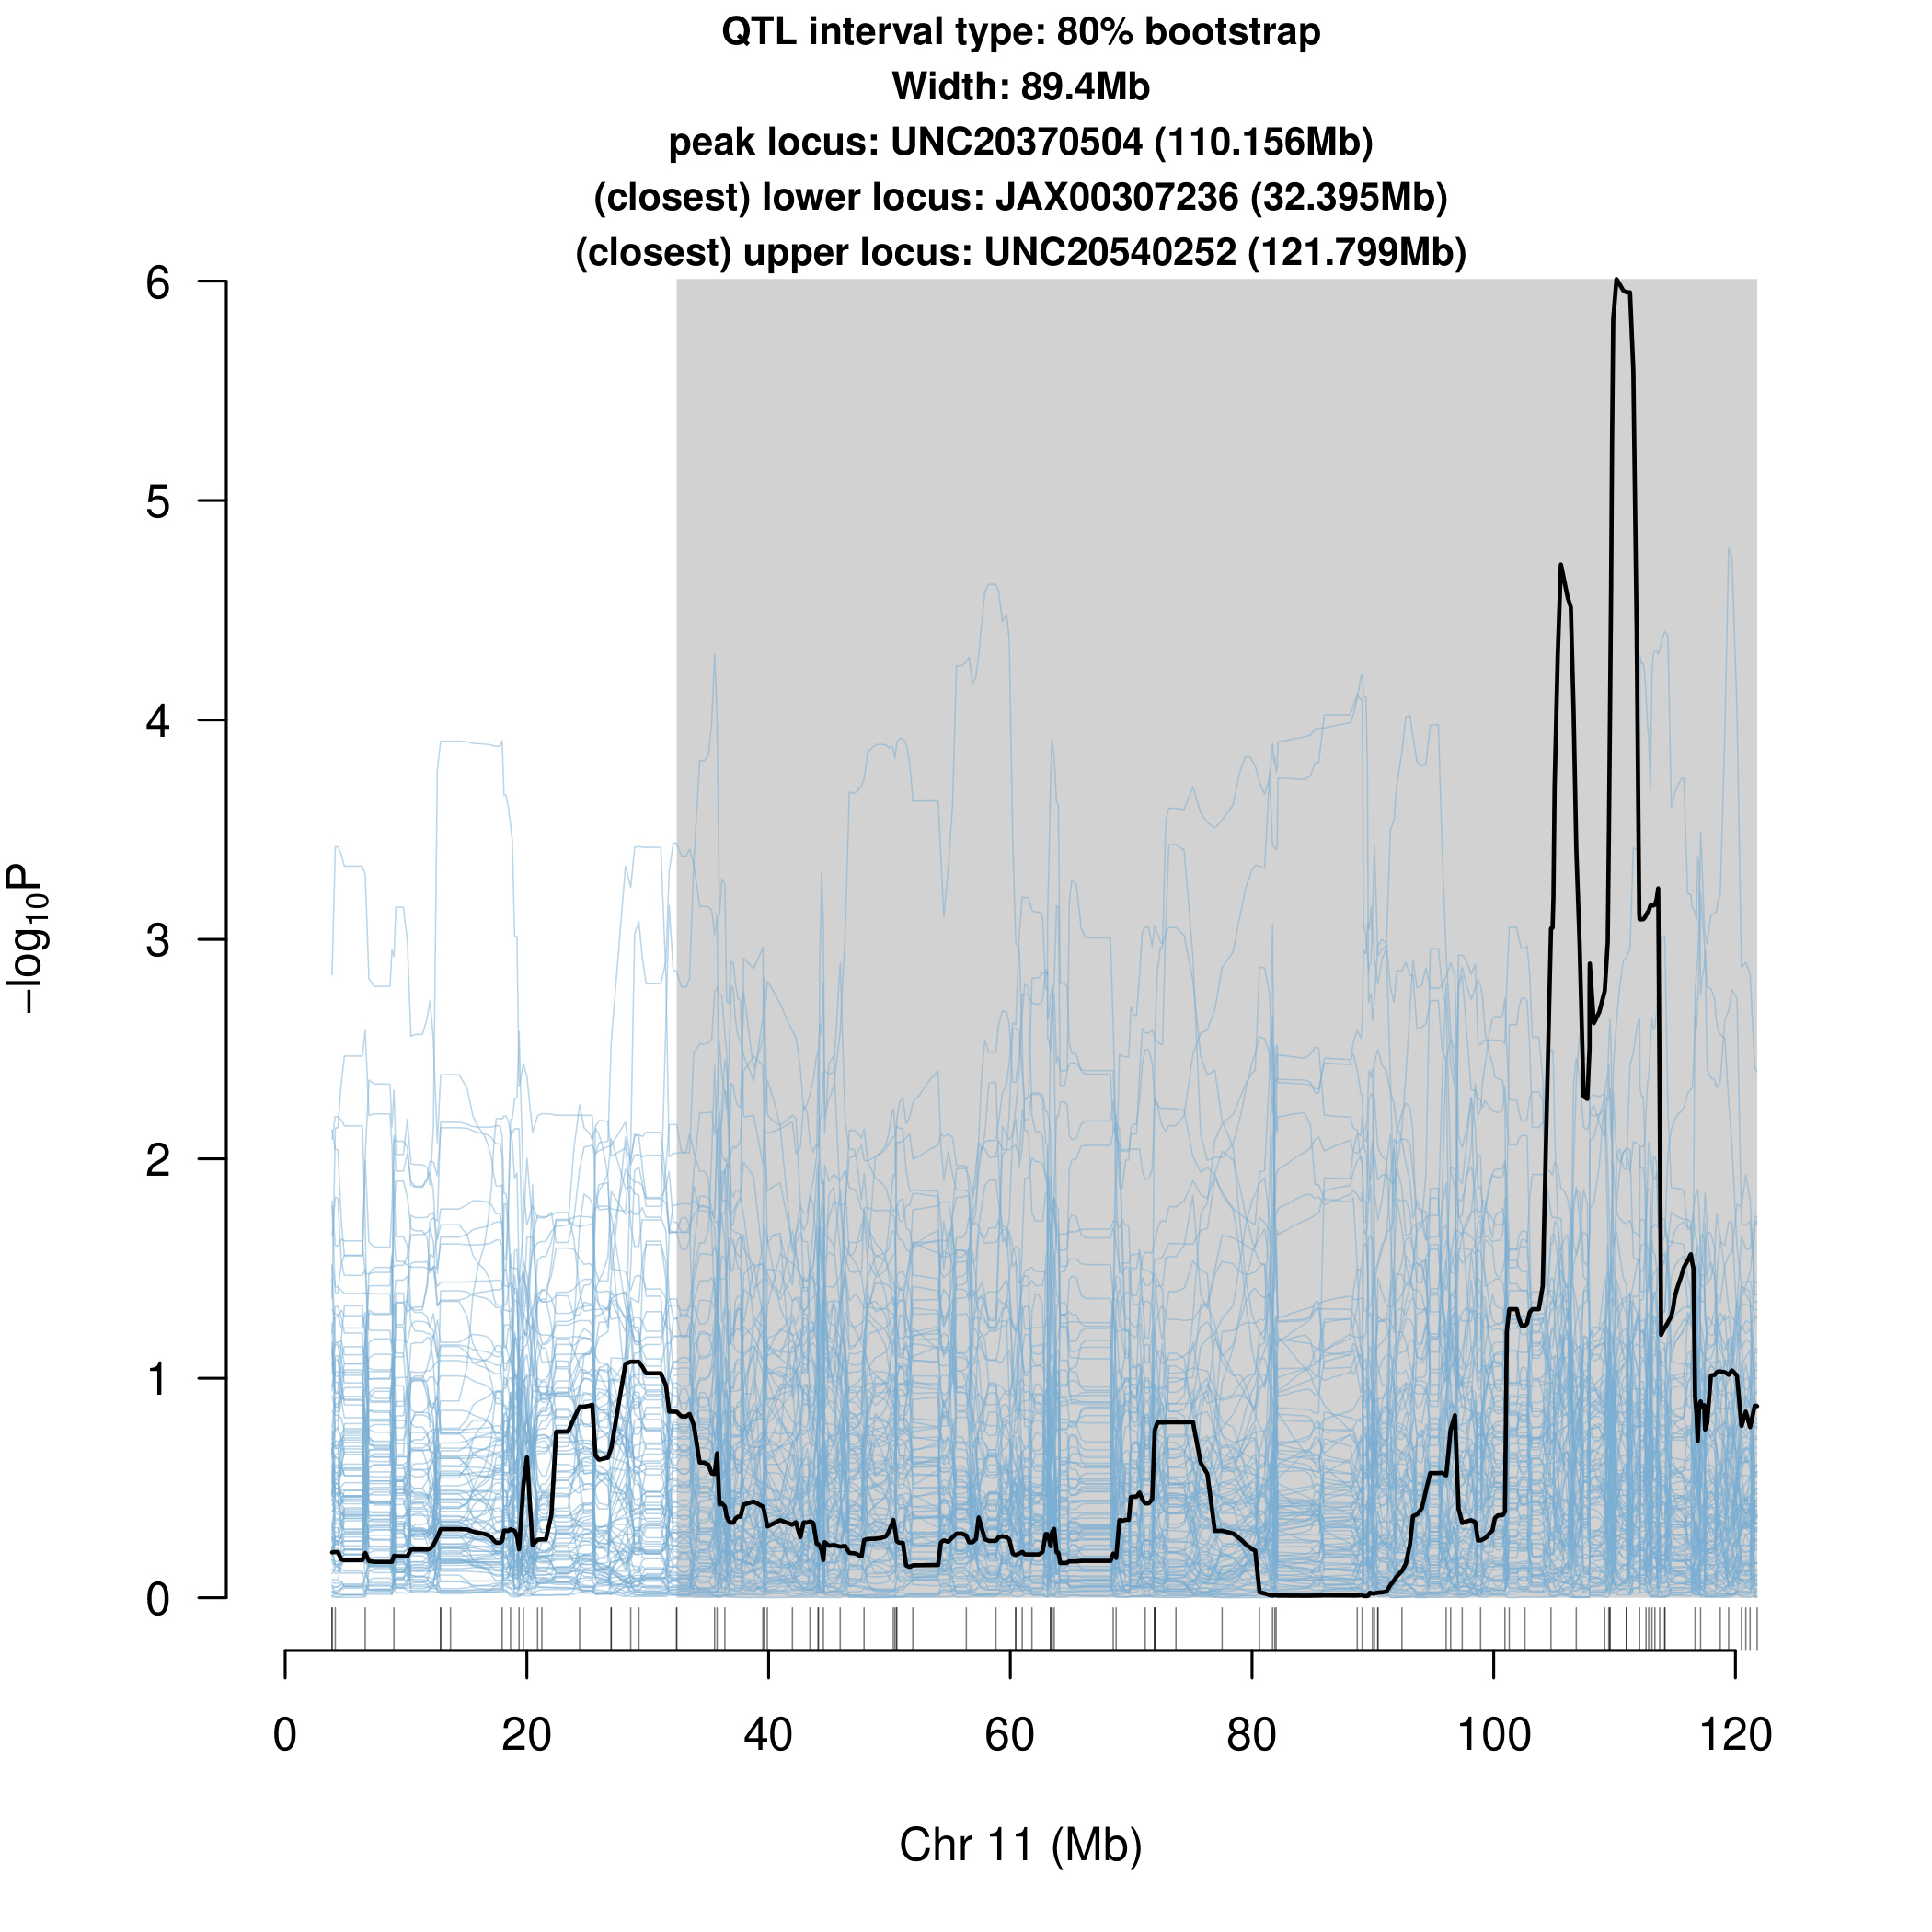 QTL interval type: 80% bootstrap
Width: 89.4Mb
peak locus: UNC20370504 (110.156Mb)
(closest) lower locus: JAX00307236 (32.395Mb)
(closest) upper locus: UNC20540252 (121.799Mb)
6
5
4
3
2
1
0
−log10P
0 20 40 60 80 100 120
Chr 11 (Mb)